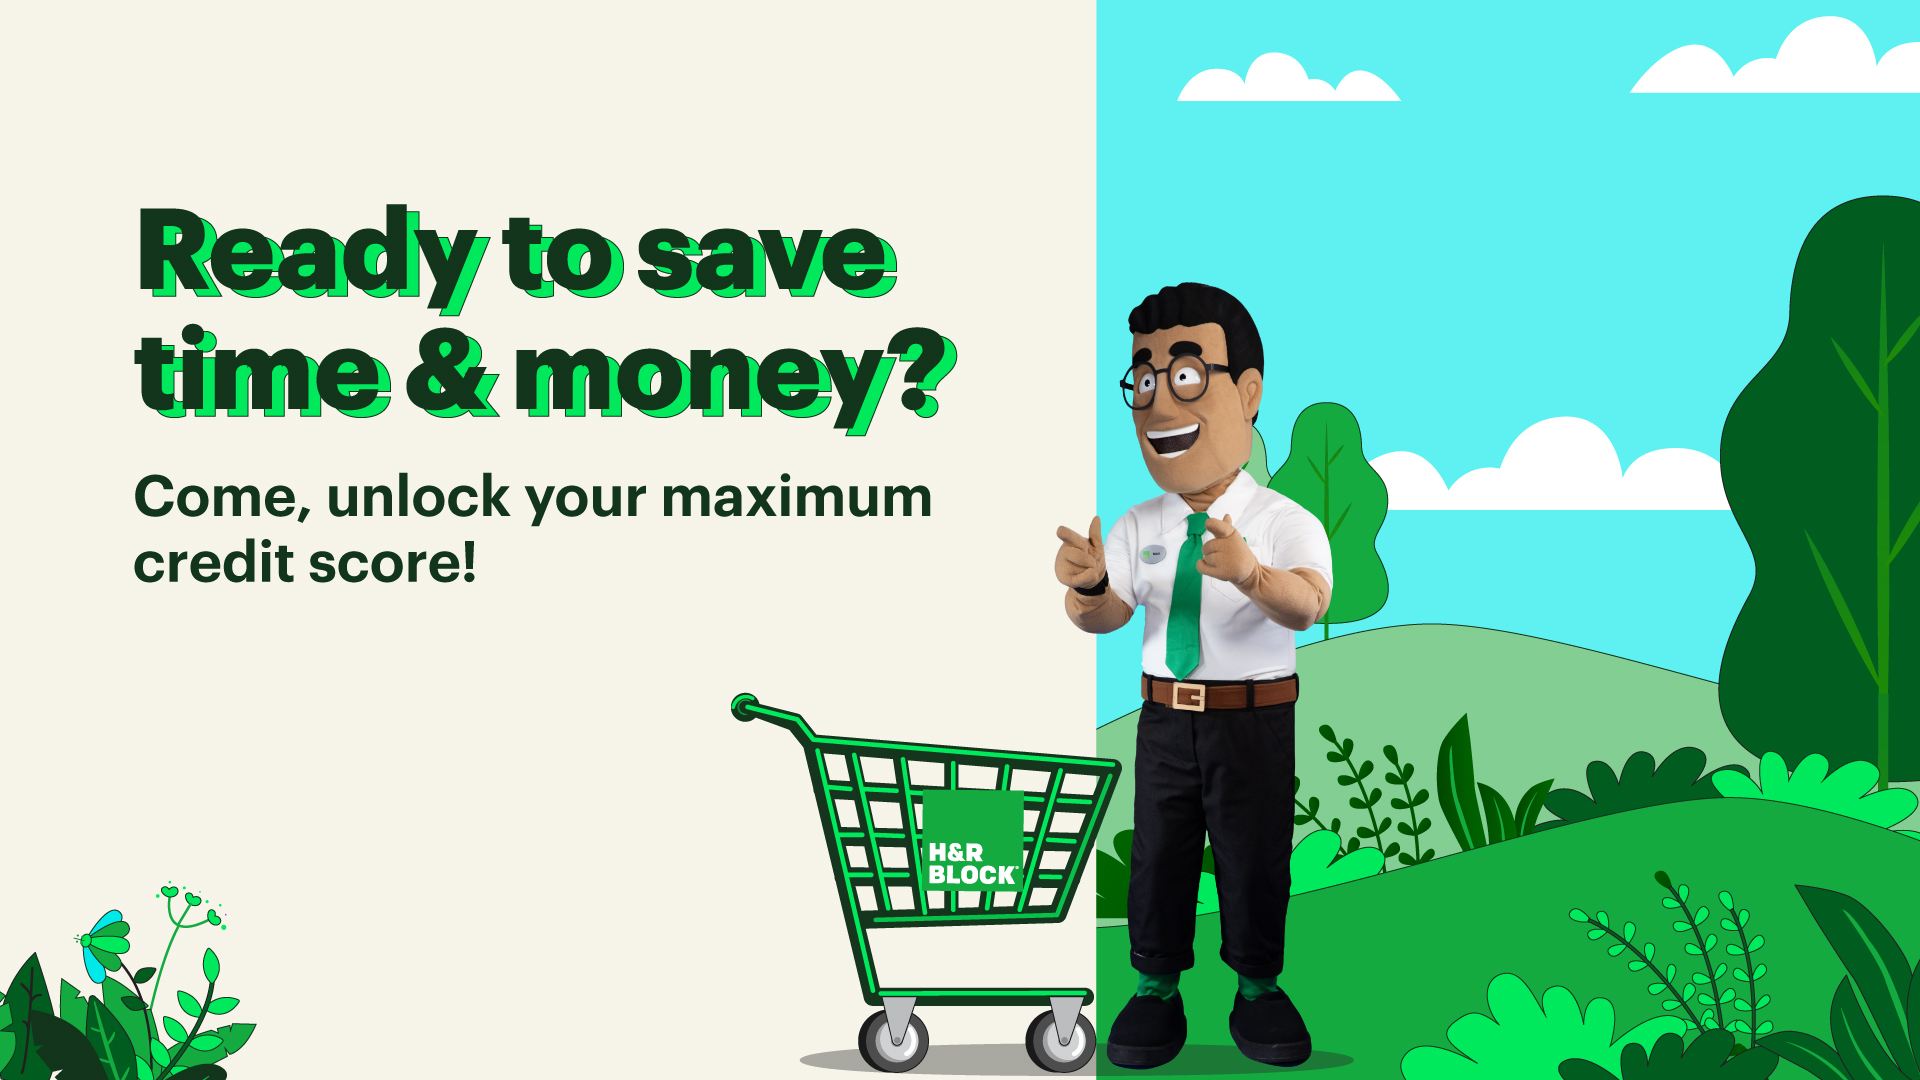 Ready to save
time & money?
Come, unlock your maximum
credit score!
H&R
BLOCK